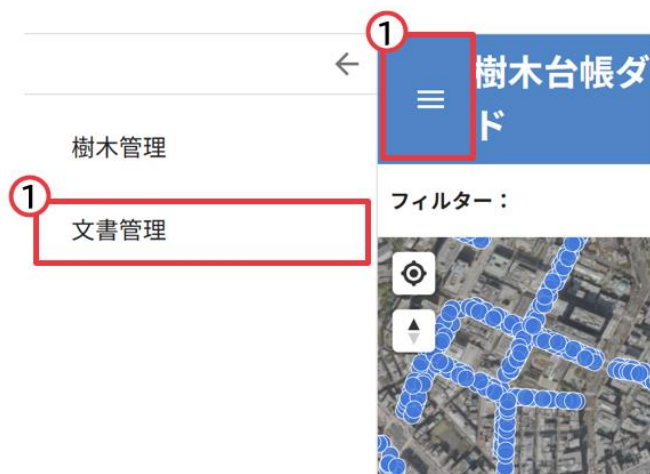 ①
樹木管理
①
文書管理
樹木台帳ダ
ド
フィルター：